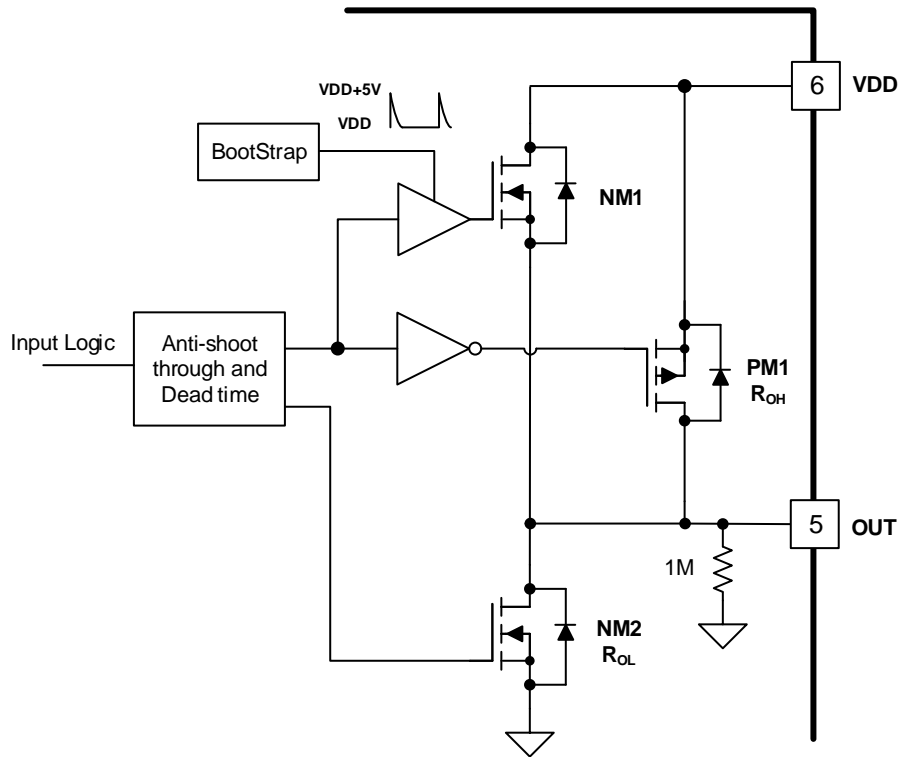 6
VDD
VDD+5V
VDD
BootStrap
NM1
Input Logic
Anti-shoot
through and
Dead time
PM1
ROH
5
OUT
1M
NM2
ROL